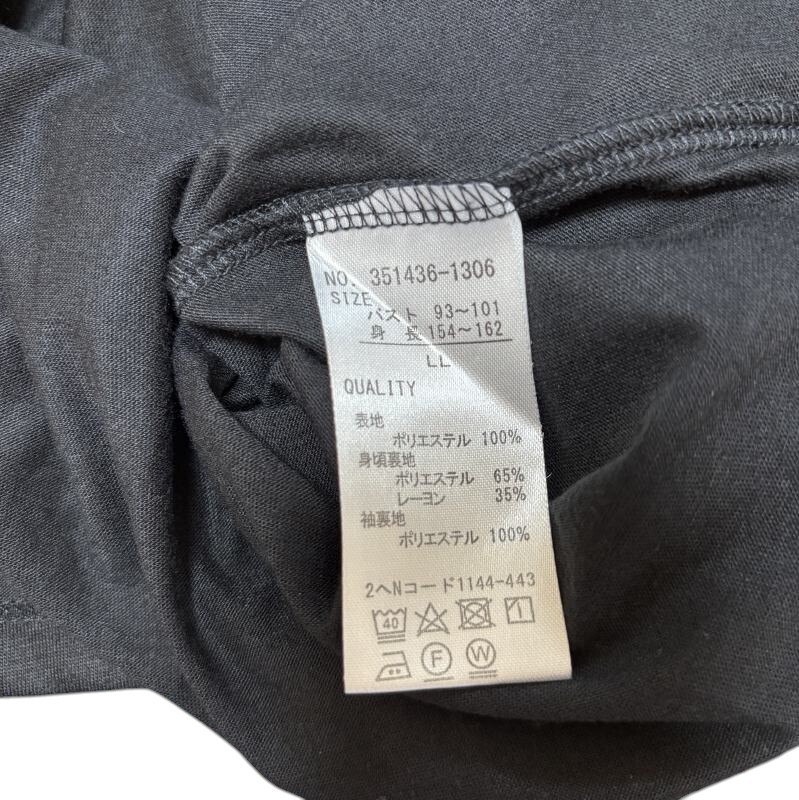 NO. 351436-1306
SIZE
バスト 93~101
身 長 154~162
LL
QUALITY
表地
ポリエステル 100%
身頃裏地
ポリエステル 65%
レーヨン 35%
袖裏地
ポリエステル 100%
2ヘNコード1144-443
40
F W